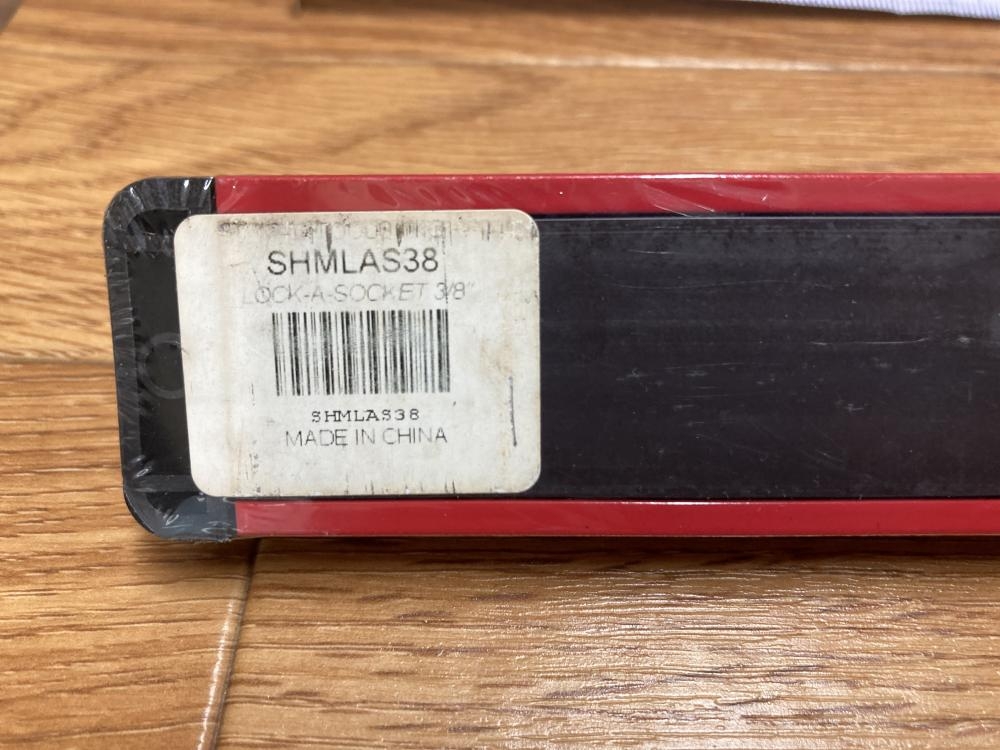 SHMLAS38
LOCK-A-SOCKET 3/8"
SHMLAS38
MADE IN CHINA